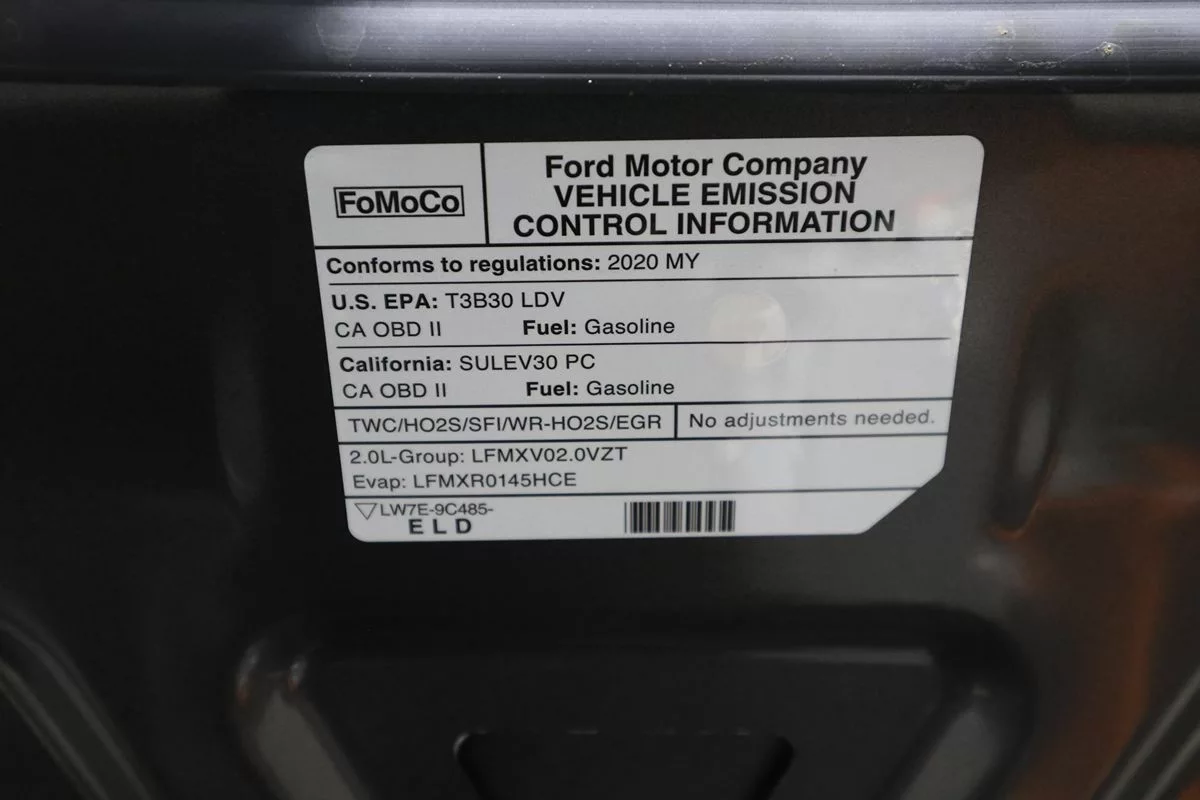 FoMoCo
Ford Motor Company
VEHICLE EMISSION
CONTROL INFORMATION
Conforms to regulations: 2020 MY
U.S. EPA: T3B30 LDV
CA OBD II Fuel: Gasoline
California: SULEV30 PC
CA OBD II Fuel: Gasoline
TWC/HO2S/SFI/WR-HO2S/EGR
No adjustments needed.
2.0L-Group: LFMXV02.0VZT
Evap: LFMXR0145HCE
LW7E-9C485-
ELD